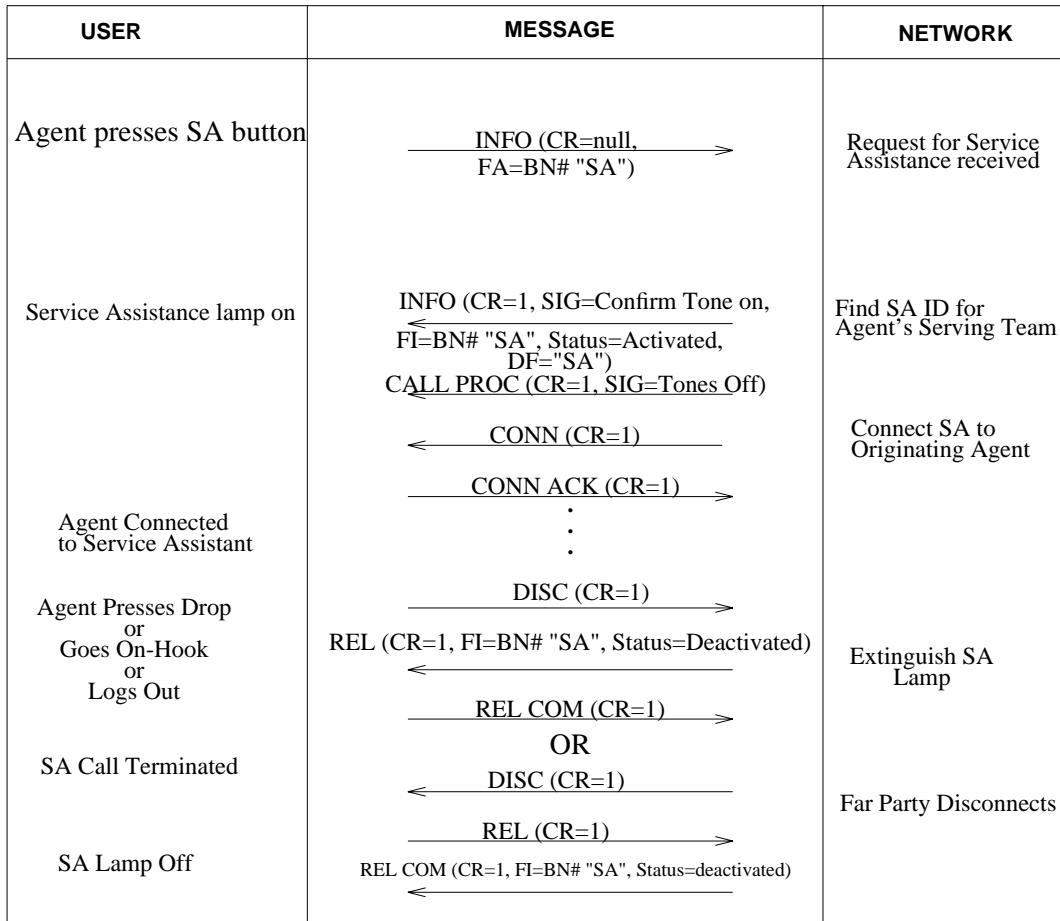 USER
MESSAGE
NETWORK
Agent presses SA button
INFO (CR=null,
FA=BN# "SA")
Request for Service
Assistance received
Service Assistance lamp on
INFO (CR=1, SIG=Confirm Tone on,
FI=BN# "SA", Status=Activated,
DF="SA")
Find SA ID for
Agent's Serving Team
CALL PROC (CR=1, SIG=Tones Off)
CONN (CR=1)
Connect SA to
Originating Agent
CONN ACK (CR=1)
Agent Connected
to Service Assistant
.
.
.
DISC (CR=1)
Agent Presses Drop
or
Goes On-Hook
or
Logs Out
REL (CR=1, FI=BN# "SA", Status=Deactivated)
Extinguish SA
Lamp
REL COM (CR=1)
OR
SA Call Terminated
DISC (CR=1)
Far Party Disconnects
REL (CR=1)
SA Lamp Off
REL COM (CR=1, FI=BN# "SA", Status=deactivated)